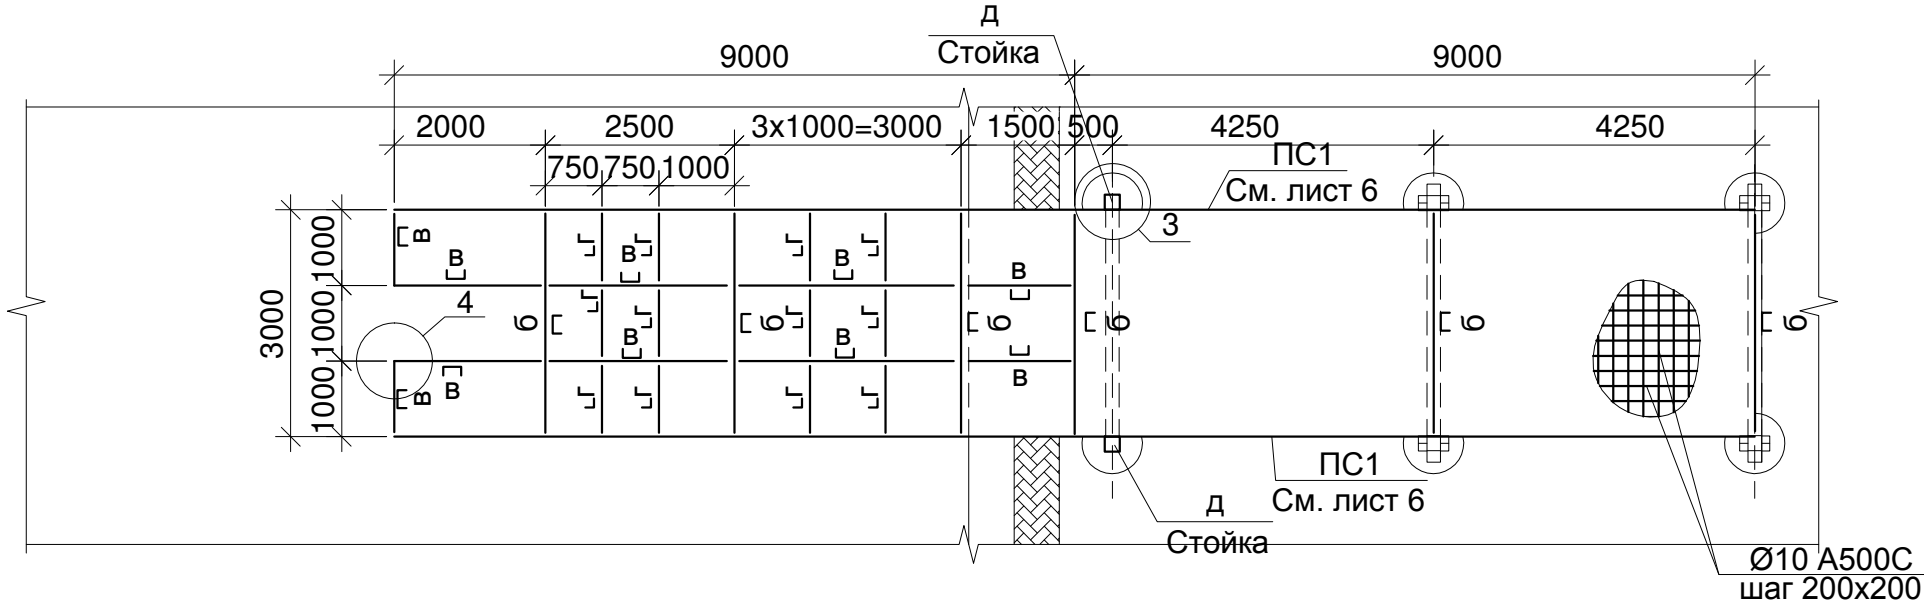 д
Стойка
9000
9000
2000
2500
3х1000=3000
1500
500
4250
4250
750
750
1000
ПС1
См. лист 6
3
1000
1000
1000
3000
4
в
в
в
в
в
в
в
в
в
в
в
г
г
г
г
г
г
г
г
г
г
г
г
б
б
б
б
б
б
ПС1
См. лист 6
д
Стойка
Ø10 А500С
шаг 200х200